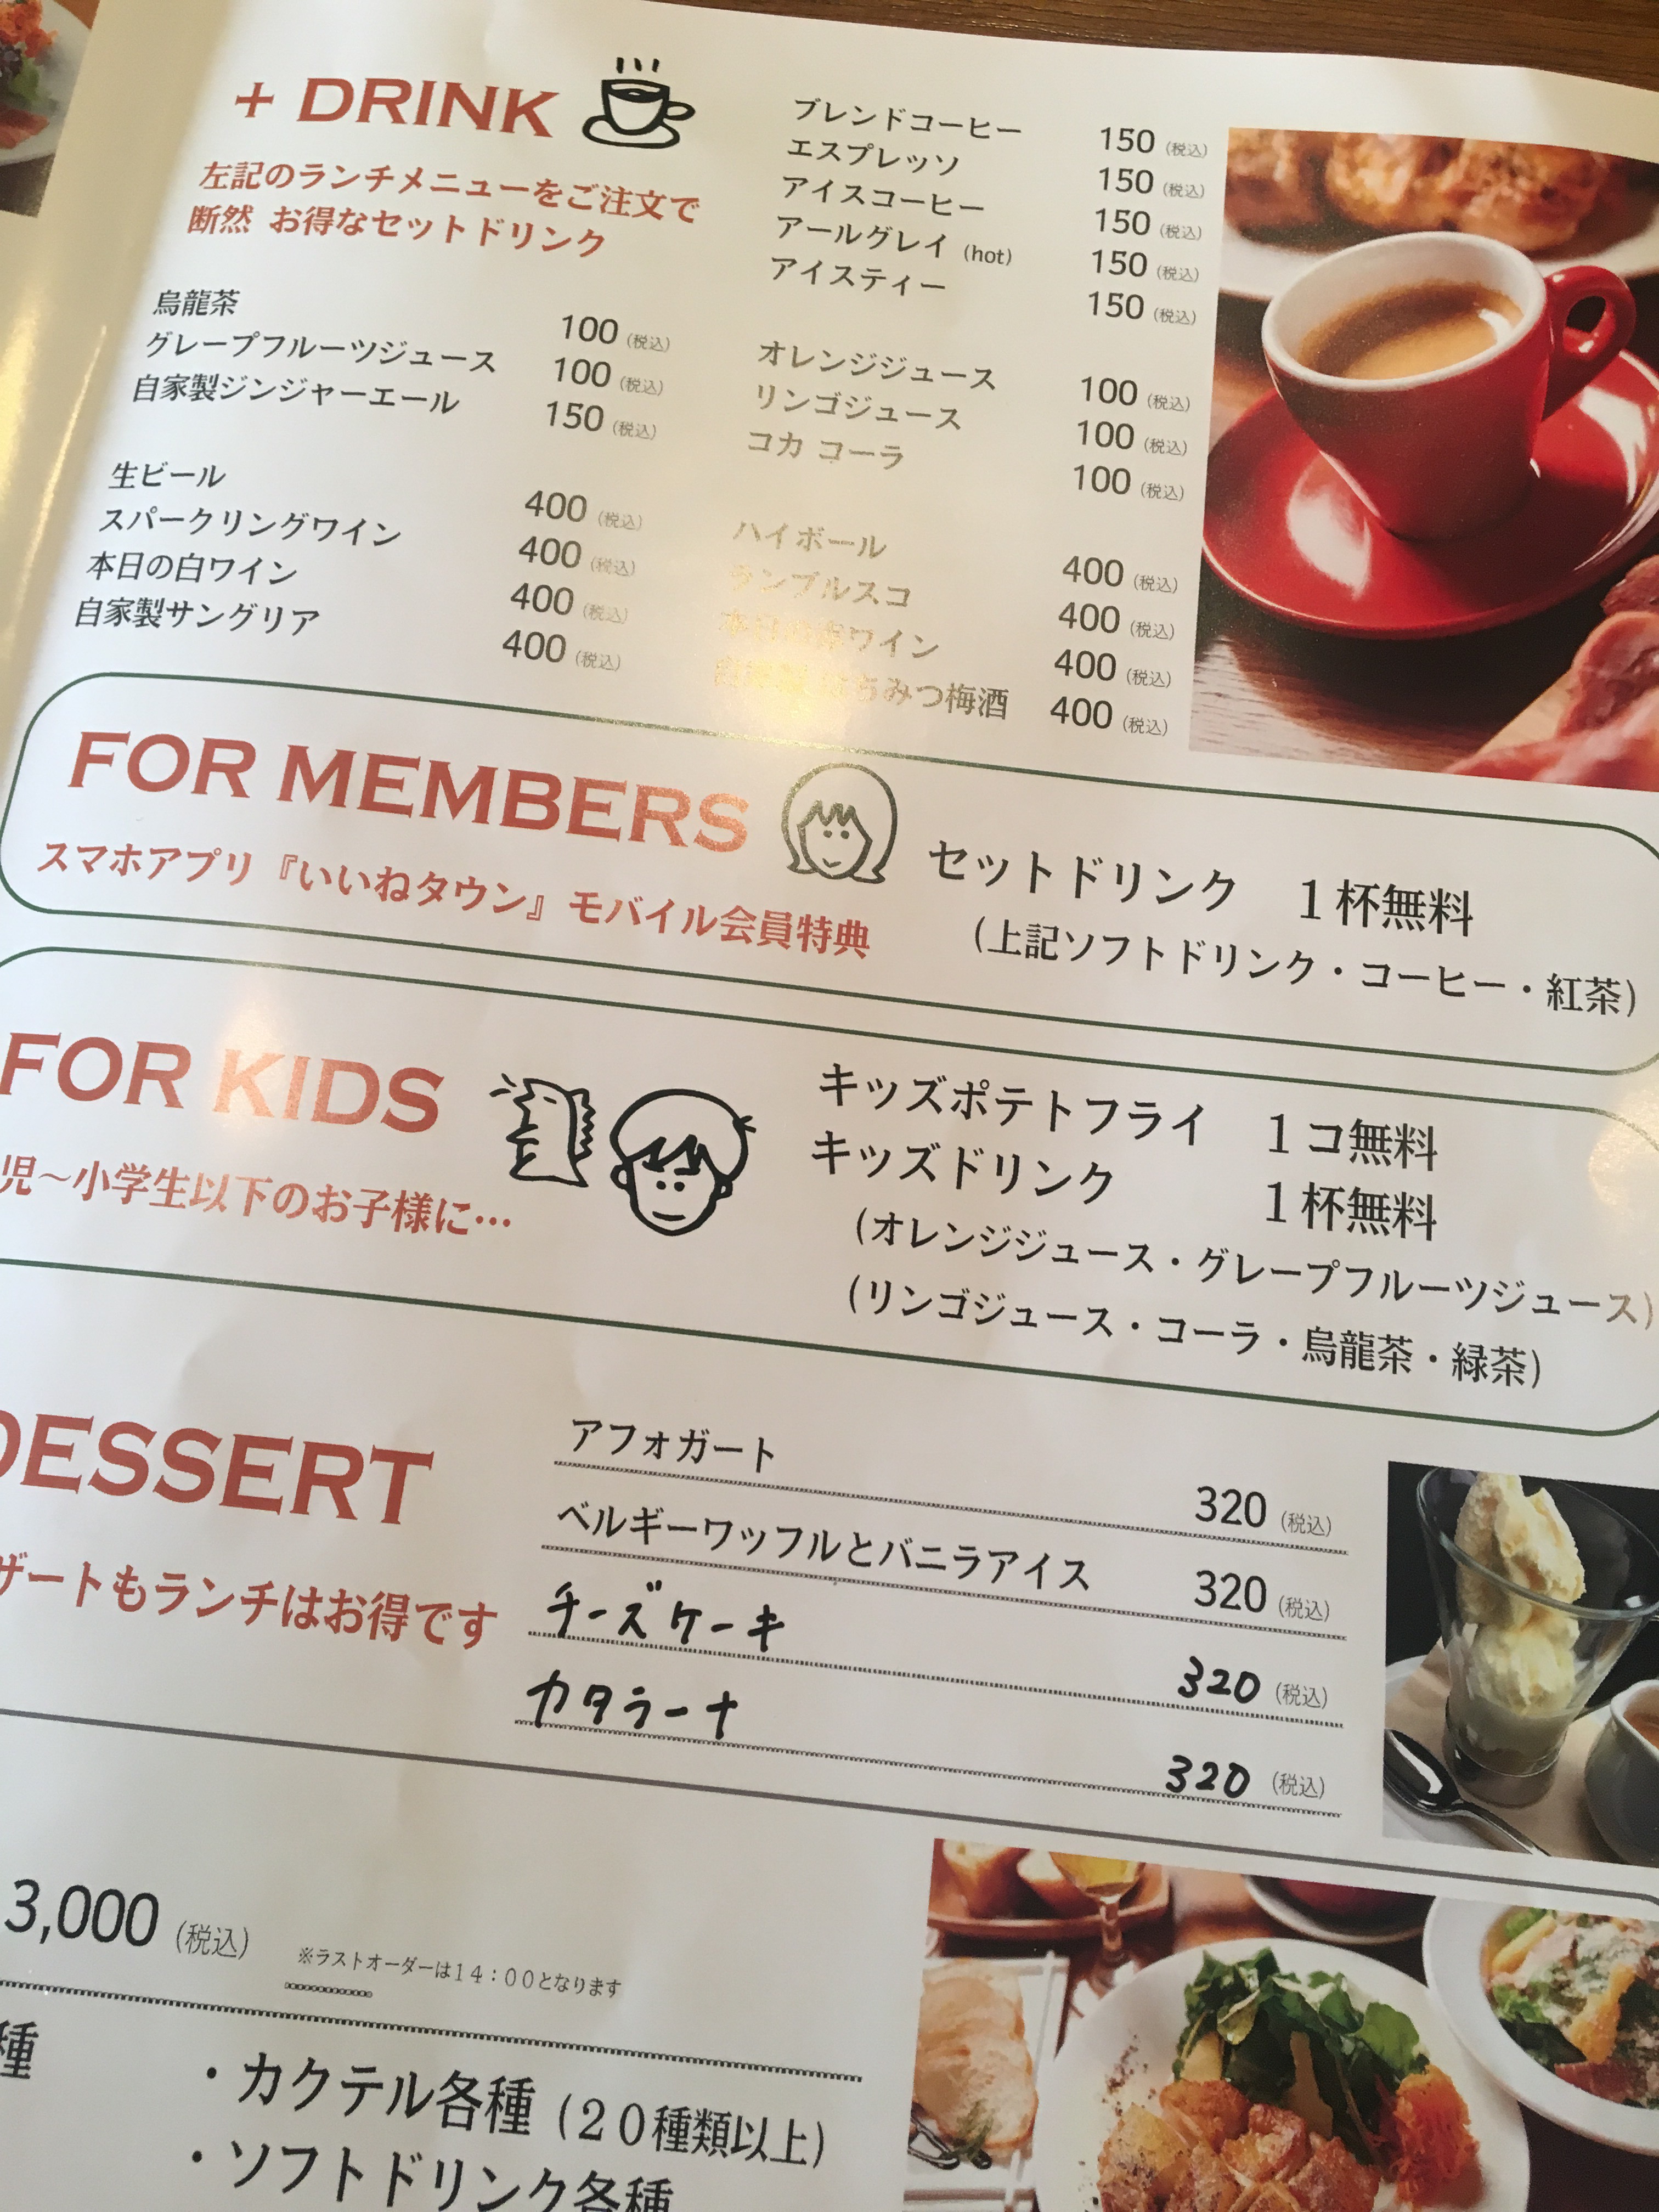 + DRINK
左記のランチメニューをご注文で
断然 お得なセットドリンク
烏龍茶 100 (税込)
グレープフルーツジュース 100 (税込)
自家製ジンジャーエール 150 (税込)
生ビール 400 (税込)
スパークリングワイン 400 (税込)
本日の白ワイン 400 (税込)
自家製サングリア 400 (税込)
ブレンドコーヒー 150 (税込)
エスプレッソ 150 (税込)
アイスコーヒー 150 (税込)
アールグレイ (hot) 150 (税込)
アイスティー 150 (税込)
オレンジジュース 100 (税込)
リンゴジュース 100 (税込)
コカ コーラ 100 (税込)
ハイボール 400 (税込)
ランブルスコ 400 (税込)
本日の赤ワイン 400 (税込)
自家製 はちみつ梅酒 400 (税込)
FOR MEMBERS
スマホアプリ『いいねタウン』モバイル会員特典
セットドリンク 1杯無料
(上記ソフトドリンク・コーヒー・紅茶)
FOR KIDS
児～小学生以下のお子様に…
キッズポテトフライ 1コ無料
キッズドリンク 1杯無料
(オレンジジュース・グレープフルーツジュース)
(リンゴジュース・コーラ・烏龍茶・緑茶)
DESSERT
ザートもランチはお得です
アフォガート 320 (税込)
ベルギーワッフルとバニラアイス 320 (税込)
チーズケーキ 320 (税込)
カタラーナ 320 (税込)
3,000 (税込) ※ラストオーダーは14：00となります
種
・カクテル各種 (20種類以上)
・ソフトドリンク各種